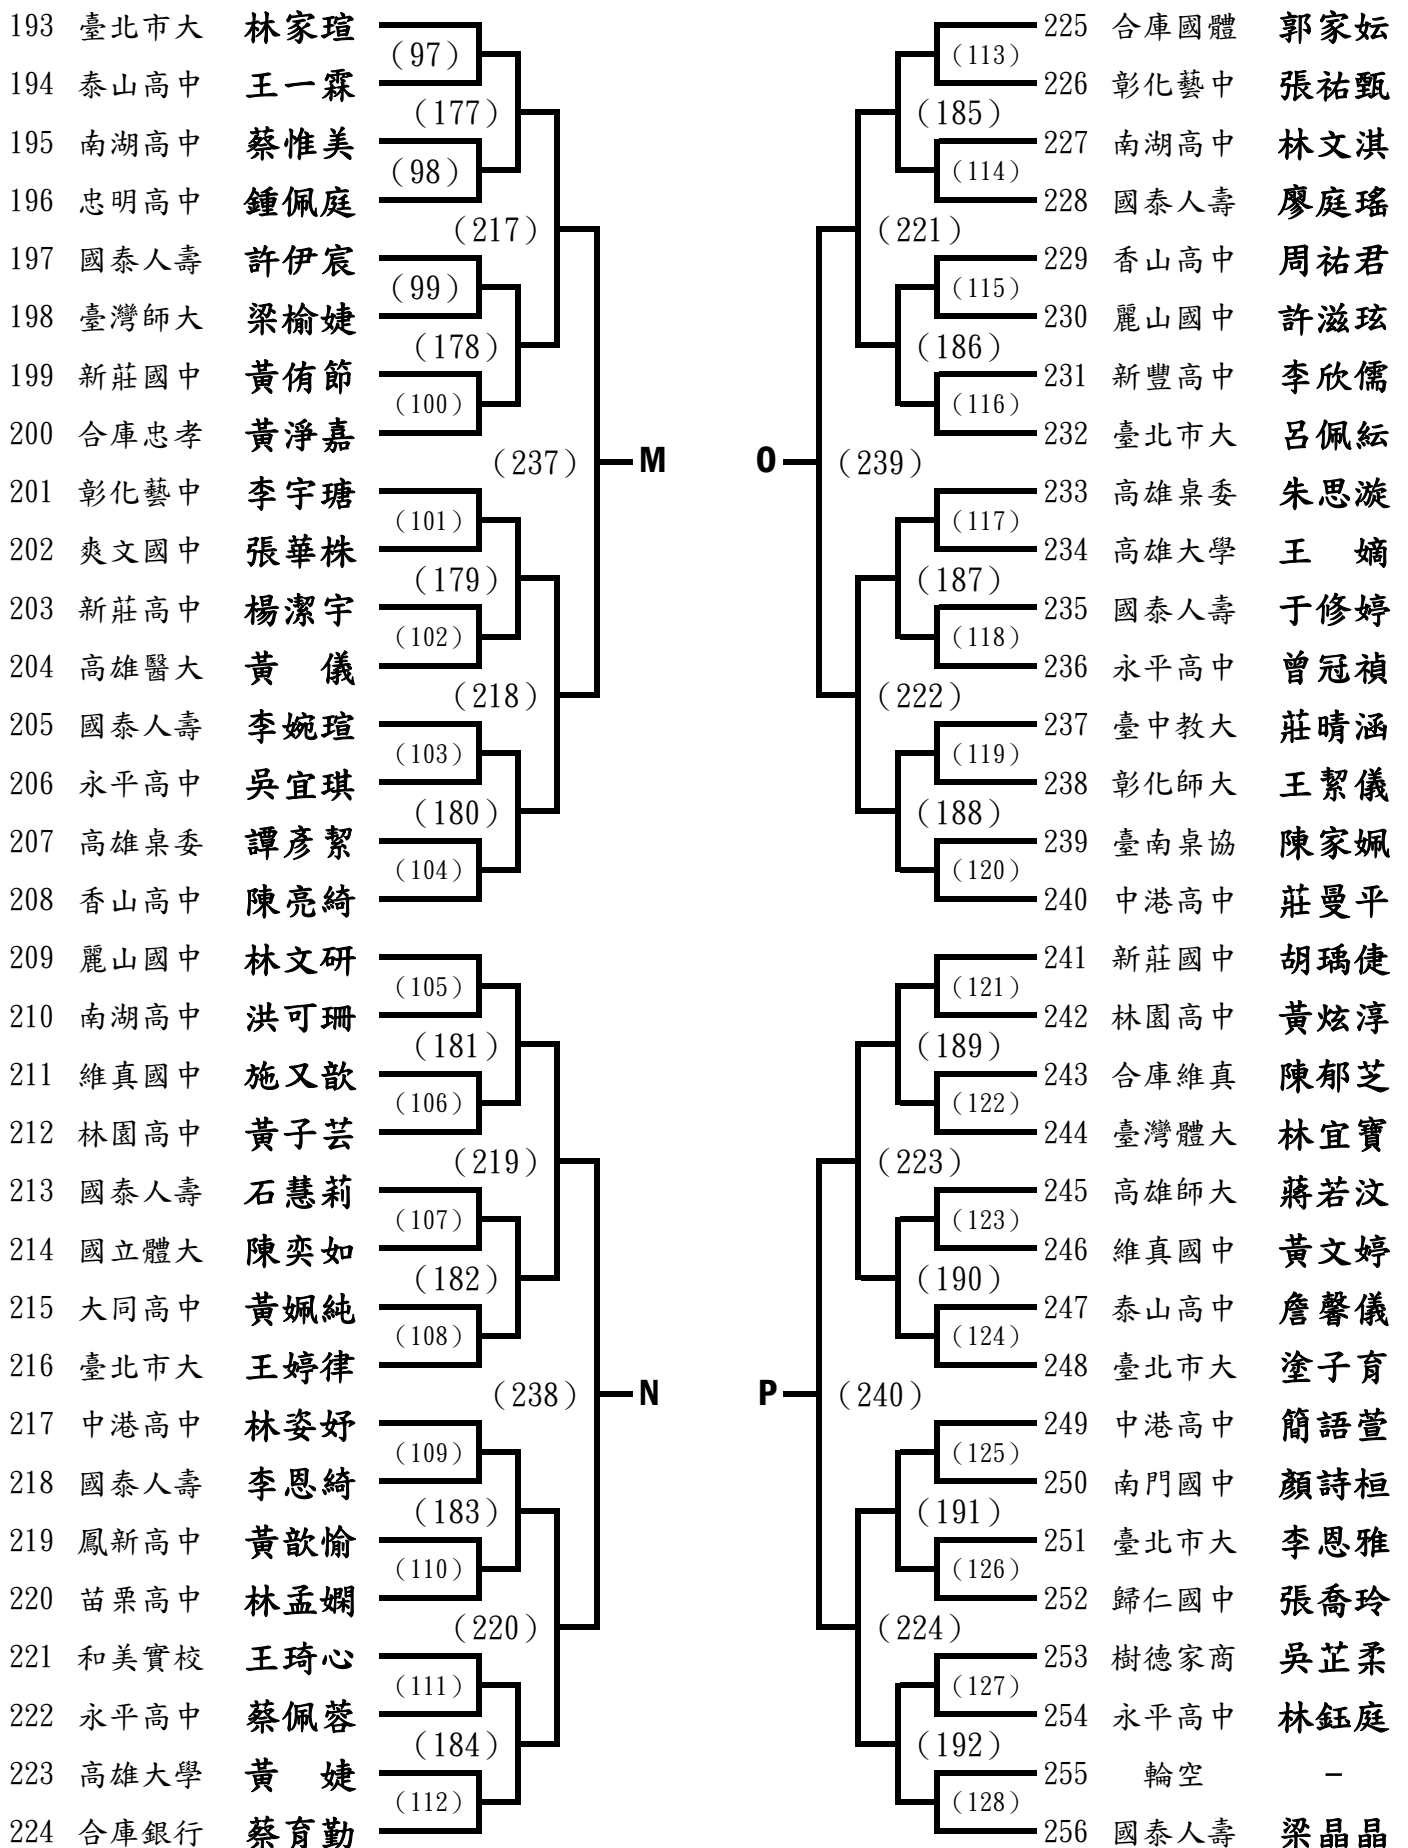 193 臺北市大 林家瑄
(97)
194 泰山高中 王一霖
(177)
195 南湖高中 蔡惟美
(98)
196 忠明高中 鍾佩庭
(217)
197 國泰人壽 許伊宸
(99)
198 臺灣師大 梁榆婕
(178)
199 新莊國中 黃侑節
(100)
200 合庫忠孝 黃淨嘉
(237) M
201 彰化藝中 李宇瑭
(101)
202 爽文國中 張華株
(179)
203 新莊高中 楊潔宇
(102)
204 高雄醫大 黃 儀
(218)
205 國泰人壽 李婉瑄
(103)
206 永平高中 吳宜琪
(180)
207 高雄桌委 譚彥絜
(104)
208 香山高中 陳亮綺
209 麗山國中 林文研
(105)
210 南湖高中 洪可珊
(181)
211 維真國中 施又歆
(106)
212 林園高中 黃子芸
(219)
213 國泰人壽 石慧莉
(107)
214 國立體大 陳奕如
(182)
215 大同高中 黃姵純
(108)
216 臺北市大 王婷律
(238) N
217 中港高中 林姿妤
(109)
218 國泰人壽 李恩綺
(183)
219 鳳新高中 黃歆愉
(110)
220 苗栗高中 林孟嫻
(220)
221 和美實校 王琦心
(111)
222 永平高中 蔡佩蓉
(184)
223 高雄大學 黃 婕
(112)
224 合庫銀行 蔡育勤
225 合庫國體 郭家妘
(113)
226 彰化藝中 張祐甄
(185)
227 南湖高中 林文淇
(114)
228 國泰人壽 廖庭瑤
(221)
229 香山高中 周祐君
(115)
230 麗山國中 許滋玹
(186)
231 新豐高中 李欣儒
(116)
232 臺北市大 呂佩紜
O (239)
233 高雄桌委 朱思漩
(117)
234 高雄大學 王 嫡
(187)
235 國泰人壽 于修婷
(118)
236 永平高中 曾冠禎
(222)
237 臺中教大 莊晴涵
(119)
238 彰化師大 王絜儀
(188)
239 臺南桌協 陳家姵
(120)
240 中港高中 莊曼平
241 新莊國中 胡瑀倢
(121)
242 林園高中 黃炫淳
(189)
243 合庫維真 陳郁芝
(122)
244 臺灣體大 林宜寶
(223)
245 高雄師大 蔣若汶
(123)
246 維真國中 黃文婷
(190)
247 泰山高中 詹馨儀
(124)
248 臺北市大 塗子育
P (240)
249 中港高中 簡語萱
(125)
250 南門國中 顏詩桓
(191)
251 臺北市大 李恩雅
(126)
252 歸仁國中 張喬玲
(224)
253 樹德家商 吳芷柔
(127)
254 永平高中 林鈺庭
(192)
255 輪空 -
(128)
256 國泰人壽 梁晶晶